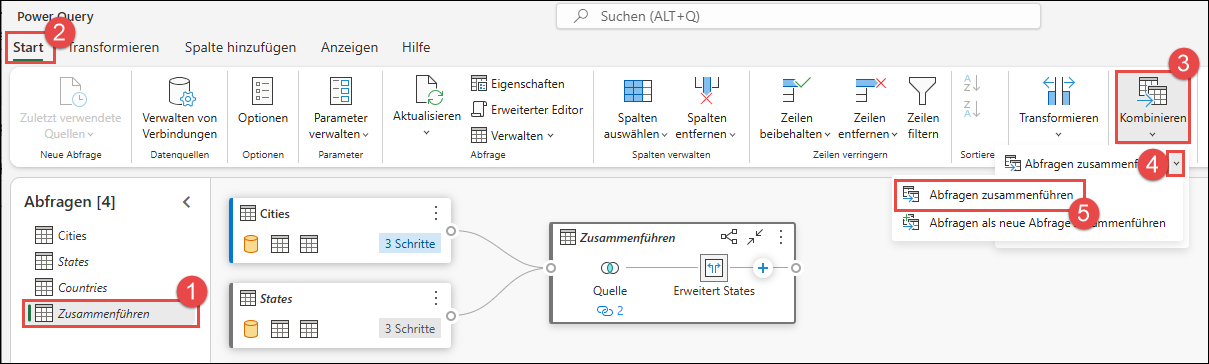 Power Query
Suchen (ALT+Q)
2
Start
Transformieren
Spalte hinzufügen
Anzeigen
Hilfe
3
Zuletzt verwendete
Quellen
Verwalten von
Verbindungen
Optionen
Parameter
verwalten
Aktualisieren
Eigenschaften
Erweiterter Editor
Verwalten
Spalten
auswählen
Spalten
entfernen
Zeilen
beibehalten
Zeilen
entfernen
Zeilen
filtern
A
Z
Z
A
Transformieren
Kombinieren
Neue Abfrage
Datenquellen
Optionen
Parameter
Abfrage
Spalten verwalten
Zeilen verringern
Sortiere
Abfragen zusammenf
4
Abfragen zusammenführen
5
Abfragen als neue Abfrage zusammenführen
Abfragen [4]
Cities
States
Countries
1
Zusammenführen
Cities
3 Schritte
States
3 Schritte
Zusammenführen
Quelle
2
Erweitert States